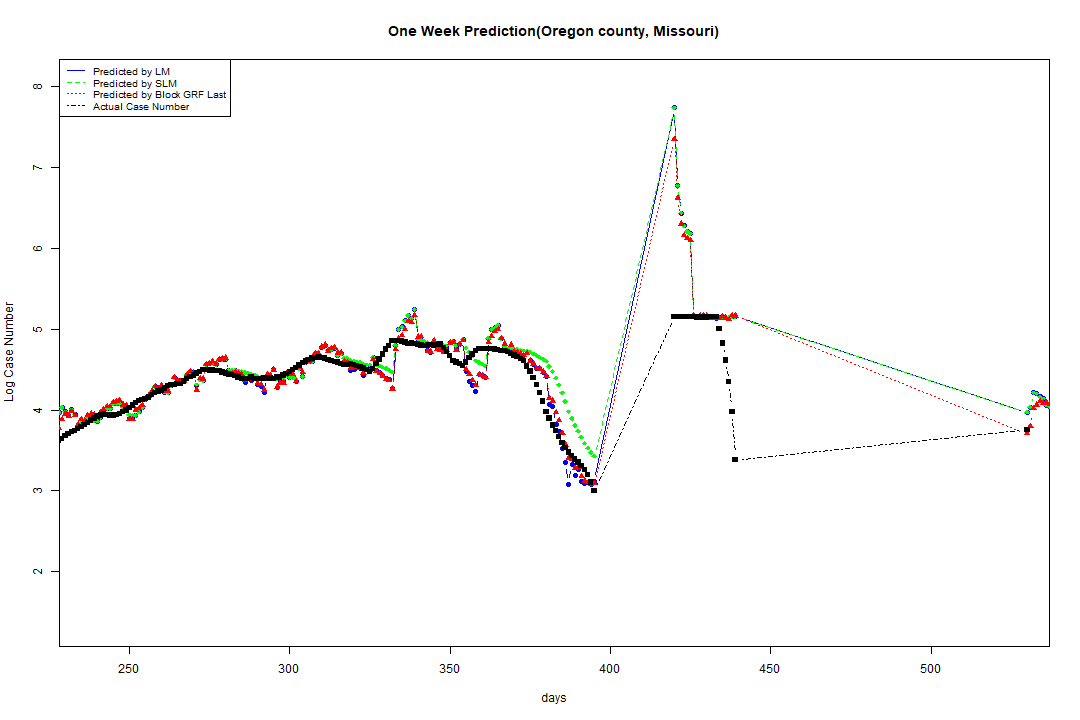 One Week Prediction(Oregon county, Missouri)
Predicted by LM
Predicted by SLM
Predicted by Block GRF Last
Actual Case Number
Log Case Number
8
7
6
5
4
3
2
250 300 350 400 450 500
days